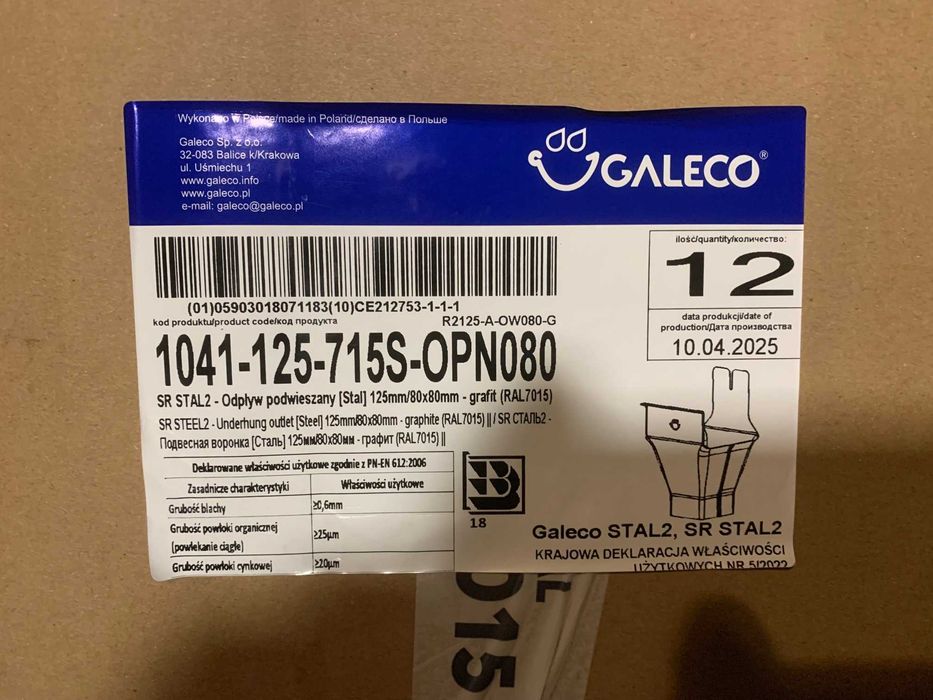 Wykonano w Polsce/made in Poland/сделано в Польше
Galeco Sp. z o.o.
32-083 Balice k/Krakowa
ul. Uśmiechu 1
www.galeco.info
www.galeco.pl
e-mail: galeco@galeco.pl
GALECO®
ilość/quantity/количество:
12
data produkcji/date of
production/Дата производства
10.04.2025
(01)05903018071183(10)CE212753-1-1-1
kod produktu/product code/код продукта
R2125-A-OW080-G
1041-125-715S-OPN080
SR STAL2 - Odpływ podwieszany [Stal] 125mm/80x80mm - grafit (RAL7015)
SR STEEL2 - Underhung outlet [Steel] 125mm/80x80mm - graphite (RAL7015) || / SR СТАЛЬ2 -
Подвесная воронка [Сталь] 125мм/80x80мм - графит (RAL7015) ||
Deklarowane właściwości użytkowe zgodnie z PN-EN 612:2006
Zasadnicze charakterystyki Właściwości użytkowe
Grubość blachy ≥0,6mm
Grubość powłoki organicznej
(powlekanie ciągłe) ≥25µm
Grubość powłoki cynkowej ≥20µm
B
18
Galeco STAL2, SR STAL2
KRAJOWA DEKLARACJA WŁAŚCIWOŚCI
UŻYTKOWYCH NR 5/2022
AL
015